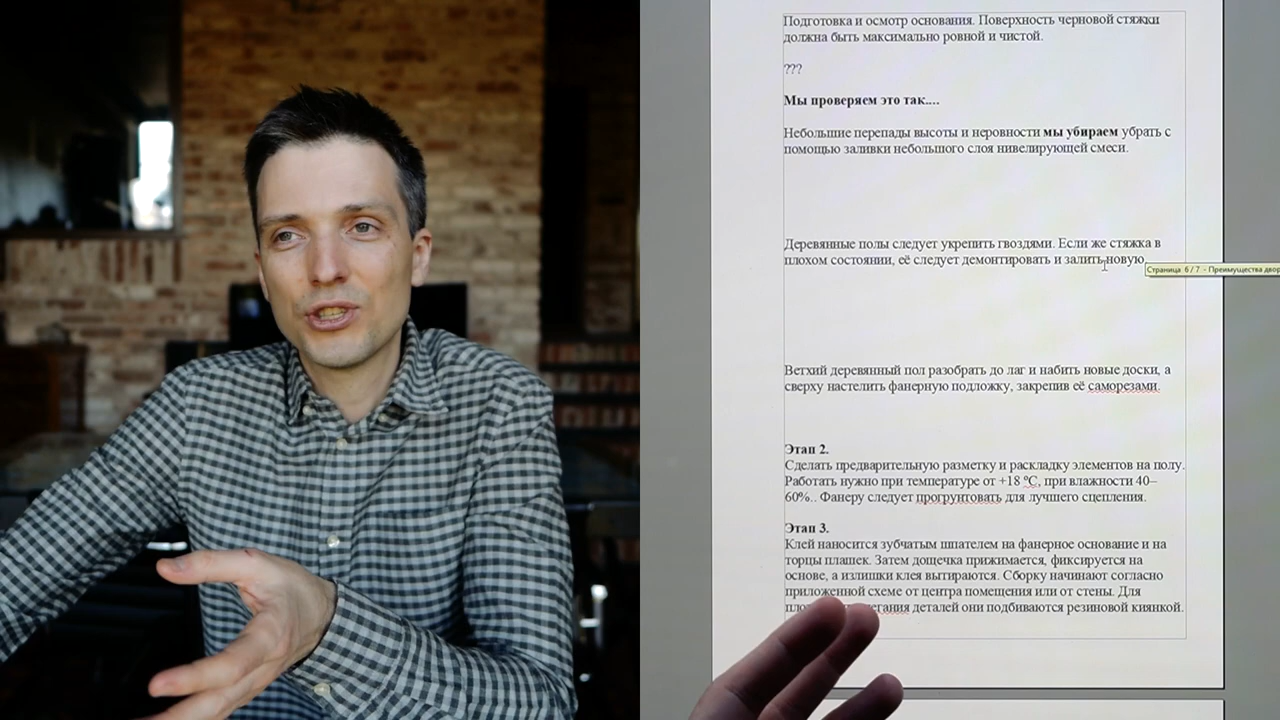 Подготовка и осмотр основания. Поверхность черновой стяжки
должна быть максимально ровной и чистой.
???
Мы проверяем это так....
Небольшие перепады высоты и неровности мы убираем убрать с
помощью заливки небольшого слоя нивелирующей смеси.
Деревянные полы следует укрепить гвоздями. Если же стяжка в
плохом состоянии, её следует демонтировать и залить новую
Страница 6 / 7 - Преимущества
Ветхий деревянный пол разобрать до лаг и набить новые доски, а
сверху настелить фанерную подложку, закрепив её саморезами.
Этап 2.
Сделать предварительную разметку и раскладку элементов на полу.
Работать нужно при температуре от +18 °С, при влажности 40–
60%.. Фанеру следует прогрунтовать для лучшего сцепления.
Этап 3.
Клей наносится зубчатым шпателем на фанерное основание и на
торцы плашек. Затем дощечка прижимается, фиксируется на
основе, а излишки клея вытираются. Сборку начинают согласно
приложенной схеме от центра помещения или от стены. Для
деталей они подбиваются резиновой киянкой.